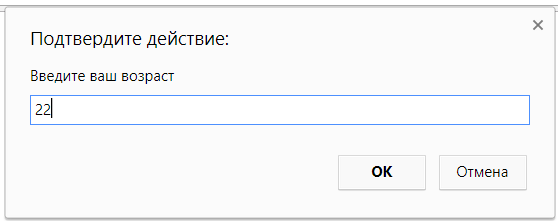 Подтвердите действие:
Введите ваш возраст
22
OK
Отмена